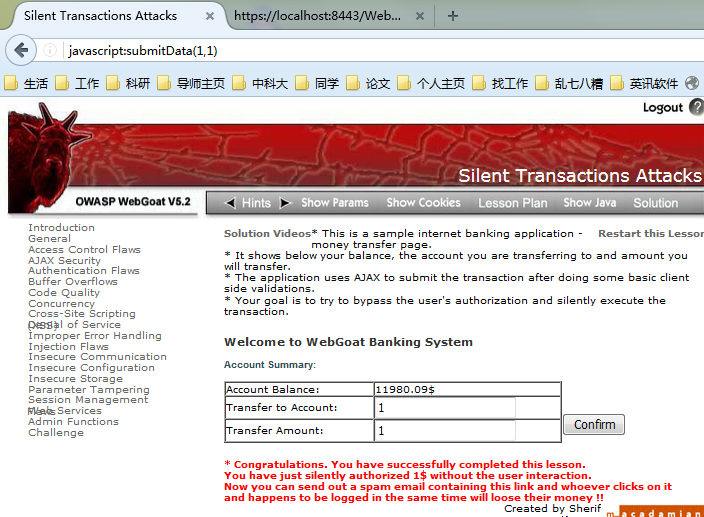 Silent Transactions Attacks
https://localhost:8443/Web...
javascript:submitData(1,1)
生活 工作 科研 导师主页 中科大 同学 论文 个人主页 找工作 乱七八糟 英讯软件
Logout ?
Silent Transactions Attacks
OWASP WebGoat V5.2
Hints Show Params Show Cookies Lesson Plan Show Java Solution
Introduction
General
Access Control Flaws
AJAX Security
Authentication Flaws
Buffer Overflows
Code Quality
Concurrency
Cross-Site Scripting
(XSS)
Denial of Service
Improper Error Handling
Injection Flaws
Insecure Communication
Insecure Configuration
Insecure Storage
Parameter Tampering
Session Management
Flaws
Web Services
Admin Functions
Challenge
Solution Videos
Restart this Lesson
* This is a sample internet banking application -
money transfer page.
* It shows below your balance, the account you are transferring to and amount you
will transfer.
* The application uses AJAX to submit the transaction after doing some basic client
side validations.
* Your goal is to try to bypass the user's authorization and silently execute the
transaction.
Welcome to WebGoat Banking System
Account Summary:
Account Balance: 11980.09$
Transfer to Account: 1
Transfer Amount: 1
Confirm
* Congratulations. You have successfully completed this lesson.
You have just silently authorized 1$ without the user interaction.
Now you can send out a spam email containing this link and whoever clicks on it
and happens to be logged in the same time will loose their money !!
Created by Sherif
macadamian